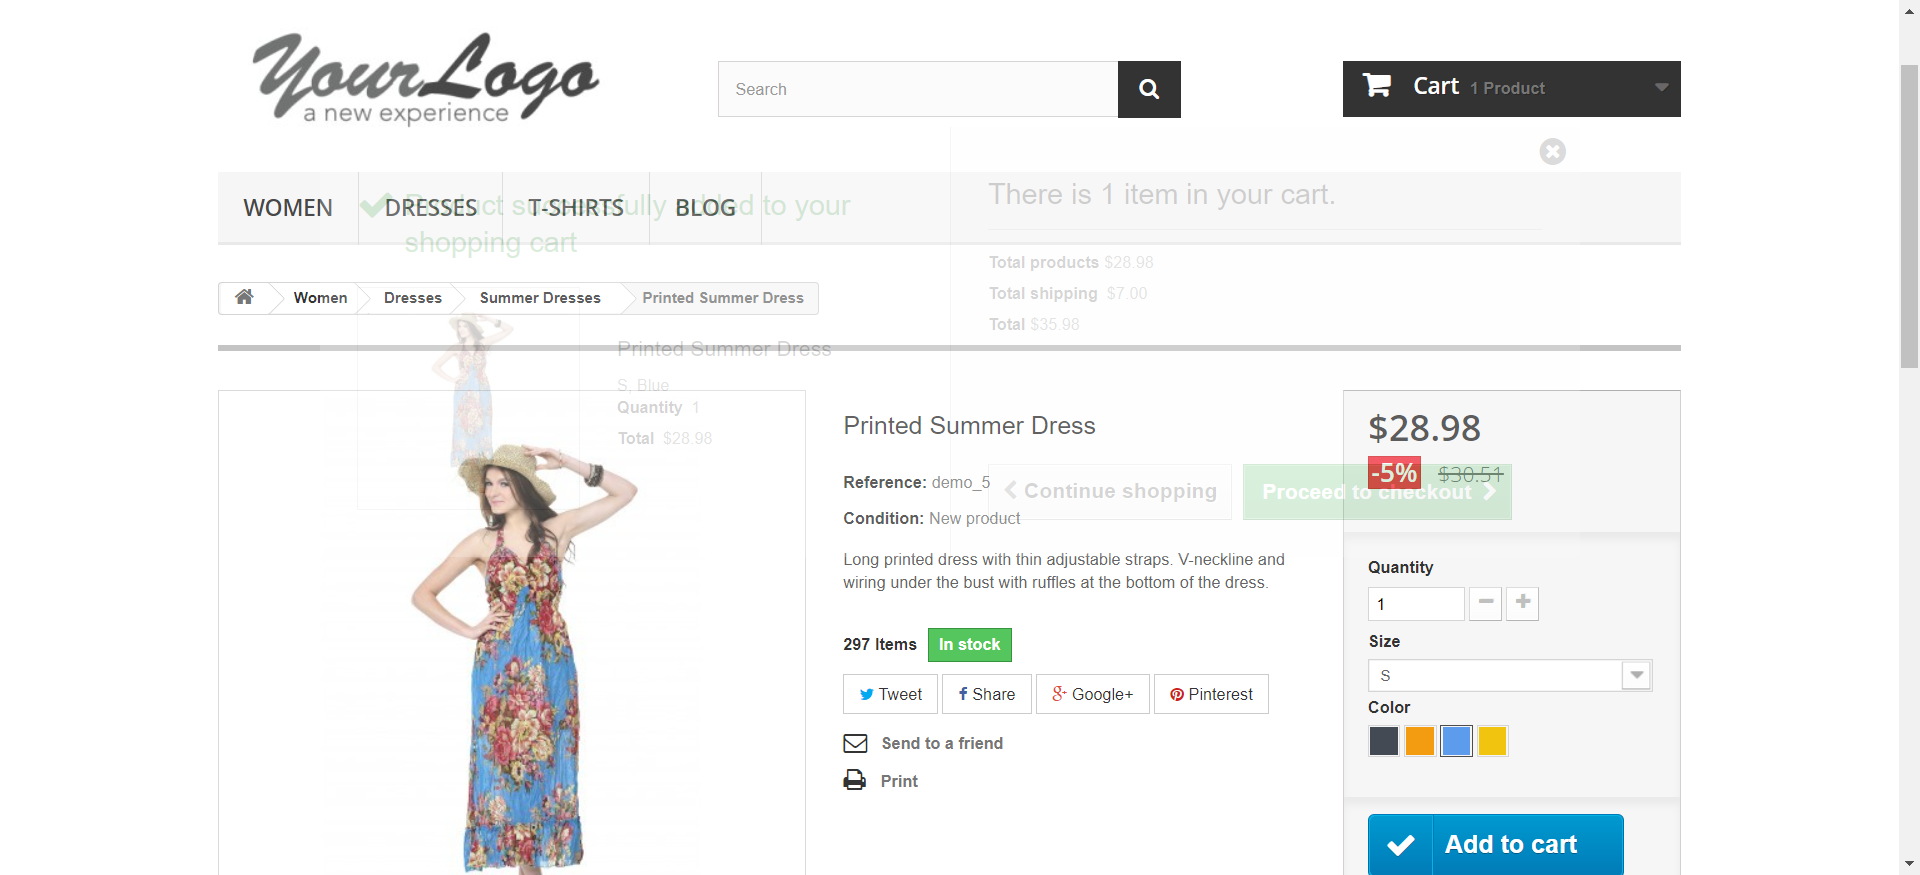 YourLogo
a new experience
Search
Cart 1 Product
WOMEN
DRESSES
T-SHIRTS
BLOG
Product successfully added to your
shopping cart
There is 1 item in your cart.
Total products $28.98
Total shipping $7.00
Total $35.98
Women
Dresses
Summer Dresses
Printed Summer Dress
Printed Summer Dress
S, Blue
Quantity 1
Total $28.98
Continue shopping
Proceed to checkout
Printed Summer Dress
Reference: demo_5
Condition: New product
Long printed dress with thin adjustable straps. V-neckline and
wiring under the bust with ruffles at the bottom of the dress.
297 Items In stock
Tweet
Share
Google+
Pinterest
Send to a friend
Print
$28.98
-5% $30.51
Quantity
1
Size
S
Color
Add to cart